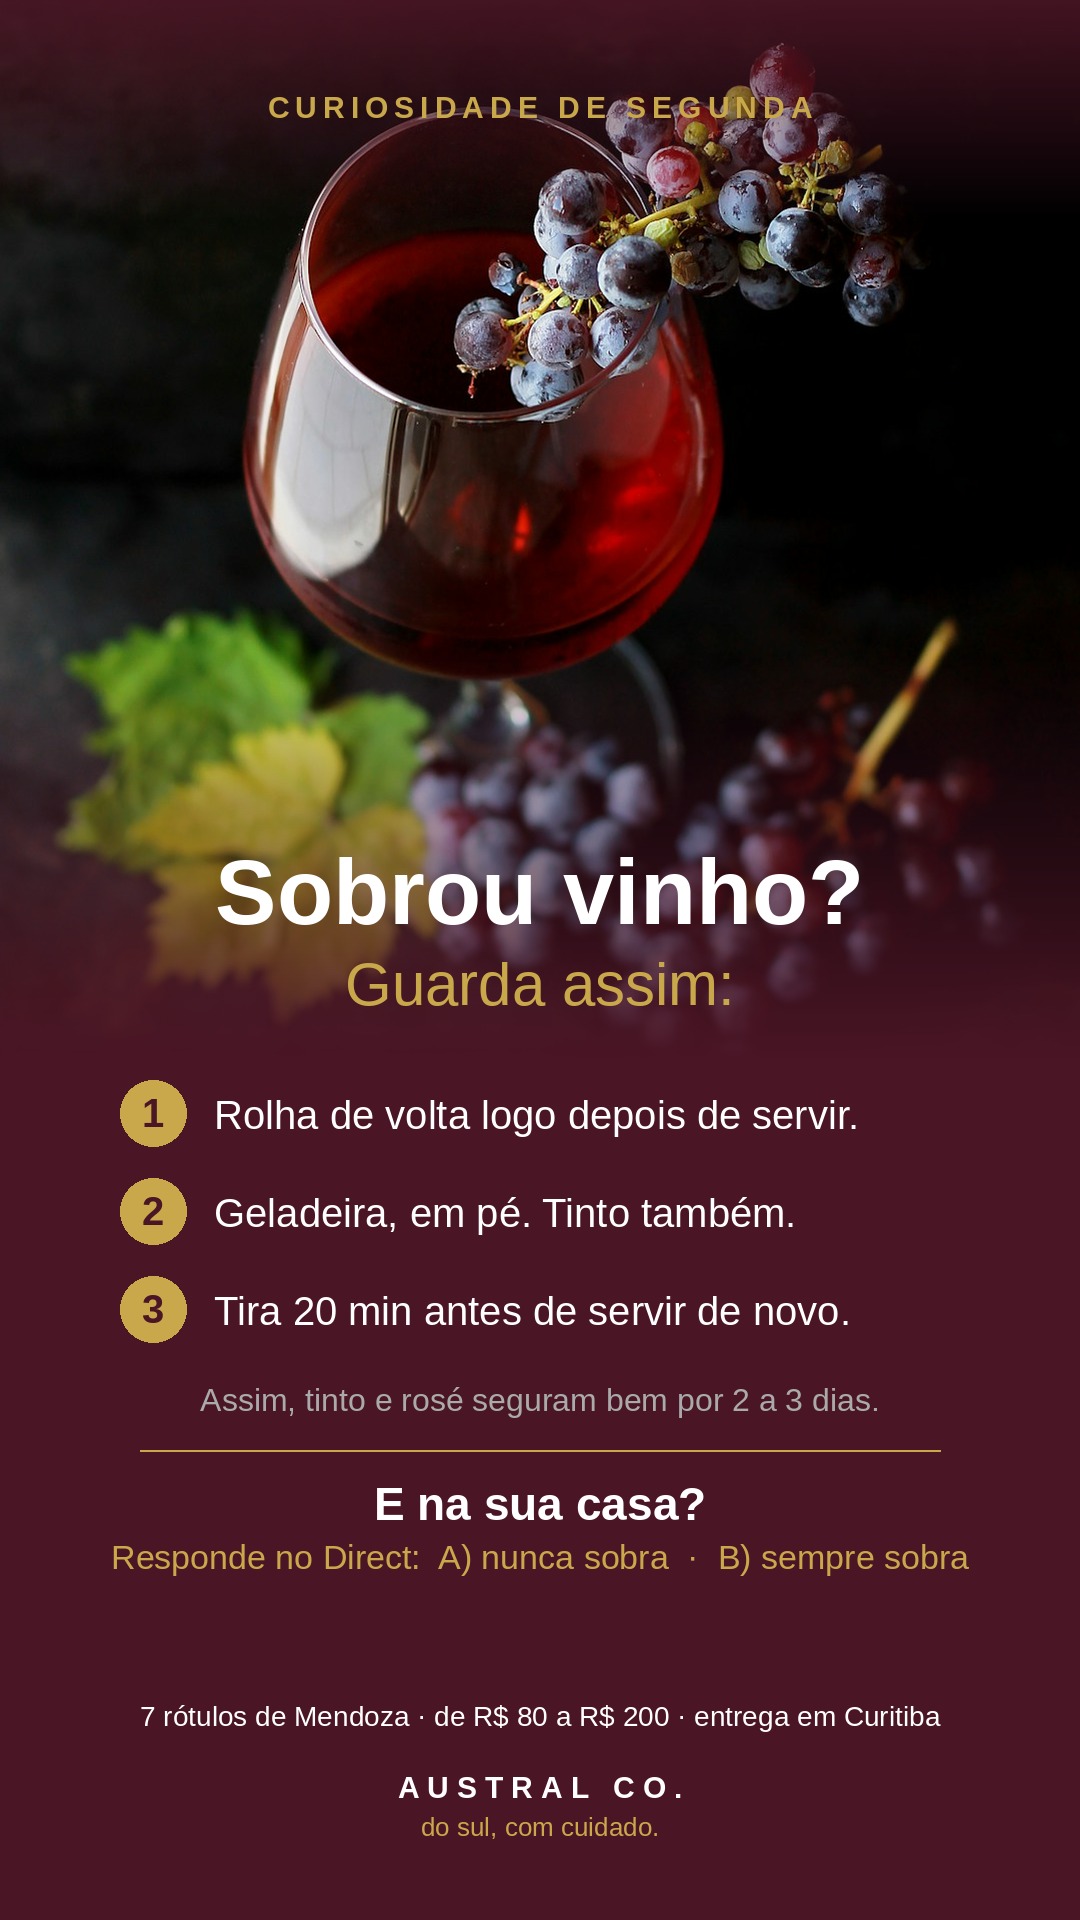 CURIOSIDADE DE SEGUNDA
Sobrou vinho?
Guarda assim:
1 Rolha de volta logo depois de servir.
2 Geladeira, em pé. Tinto também.
3 Tira 20 min antes de servir de novo.
Assim, tinto e rosé seguram bem por 2 a 3 dias.
E na sua casa?
Responde no Direct: A) nunca sobra · B) sempre sobra
7 rótulos de Mendoza · de R$ 80 a R$ 200 · entrega em Curitiba
AUSTRAL CO.
do sul, com cuidado.